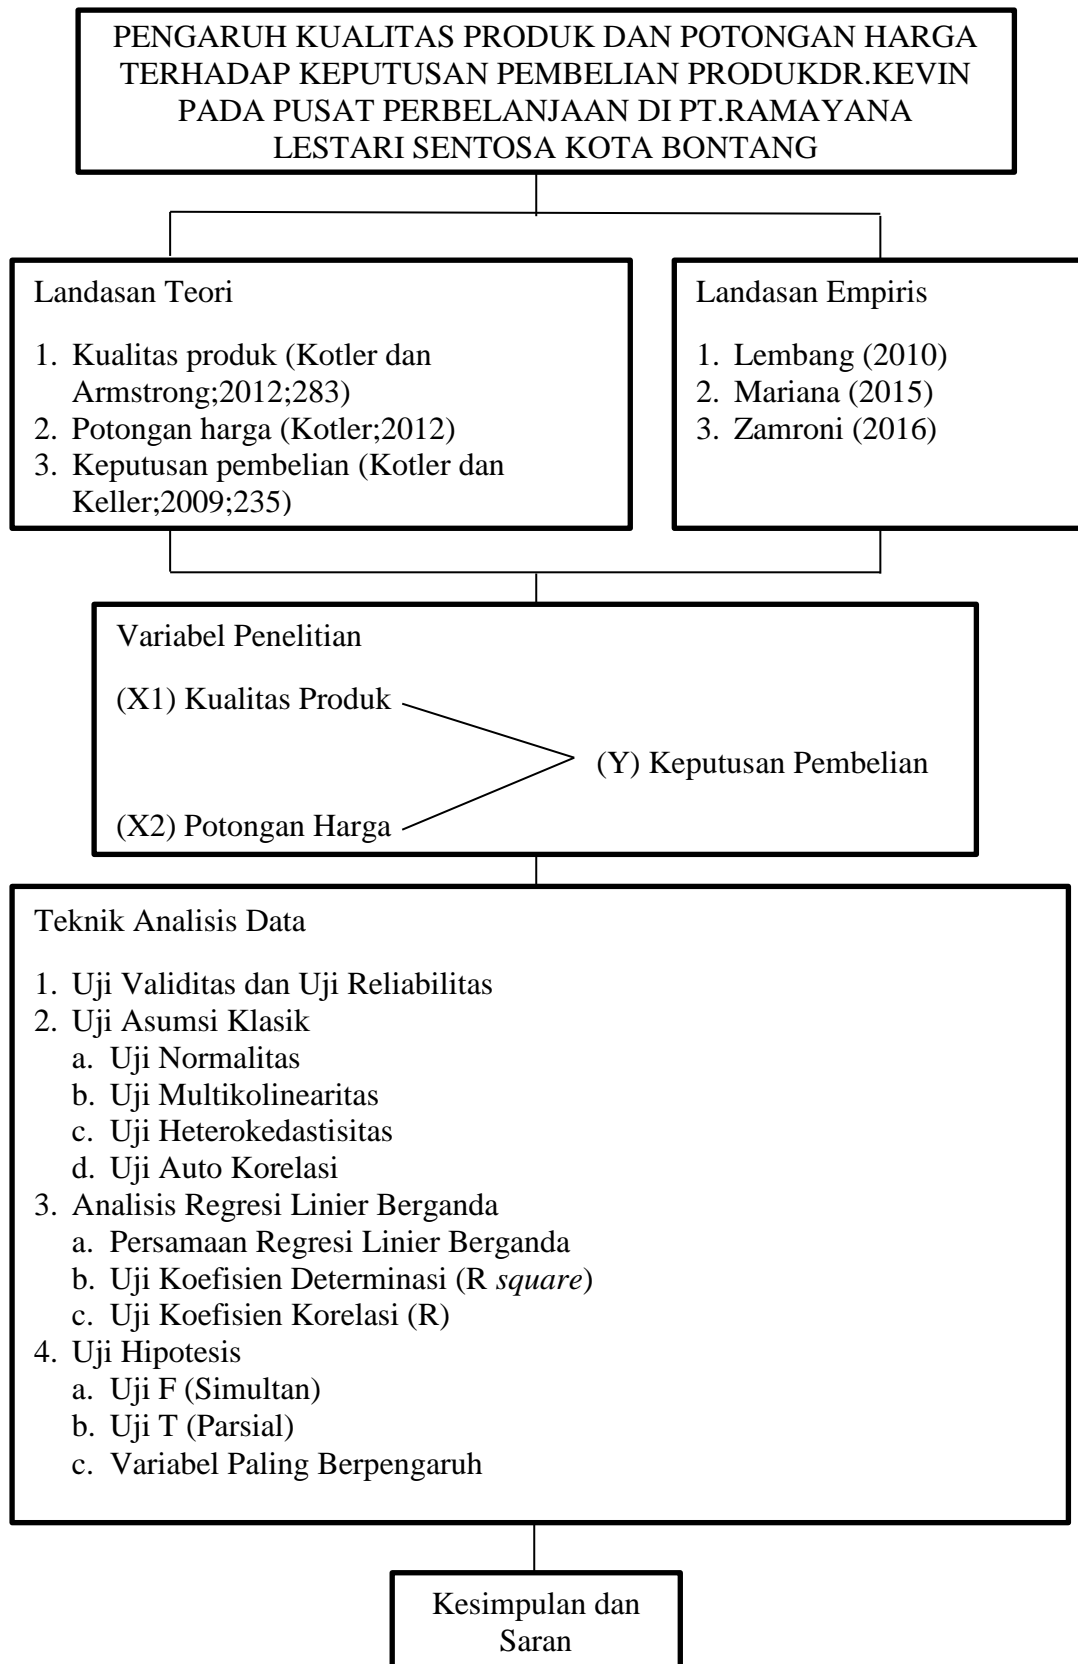 PENGARUH KUALITAS PRODUK DAN POTONGAN HARGA
TERHADAP KEPUTUSAN PEMBELIAN PRODUKDR.KEVIN
PADA PUSAT PERBELANJAAN DI PT.RAMAYANA
LESTARI SENTOSA KOTA BONTANG
Landasan Teori
1. Kualitas produk (Kotler dan
Armstrong;2012;283)
2. Potongan harga (Kotler;2012)
3. Keputusan pembelian (Kotler dan
Keller;2009;235)
Landasan Empiris
1. Lembang (2010)
2. Mariana (2015)
3. Zamroni (2016)
Variabel Penelitian
(X1) Kualitas Produk
(Y) Keputusan Pembelian
(X2) Potongan Harga
Teknik Analisis Data
1. Uji Validitas dan Uji Reliabilitas
2. Uji Asumsi Klasik
a. Uji Normalitas
b. Uji Multikolinearitas
c. Uji Heterokedastisitas
d. Uji Auto Korelasi
3. Analisis Regresi Linier Berganda
a. Persamaan Regresi Linier Berganda
b. Uji Koefisien Determinasi (R square)
c. Uji Koefisien Korelasi (R)
4. Uji Hipotesis
a. Uji F (Simultan)
b. Uji T (Parsial)
c. Variabel Paling Berpengaruh
Kesimpulan dan
Saran